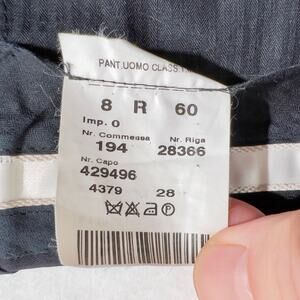 PANT.UOMO CLASS.
8 R 60
Imp. 0
Nr. Commessa Nr. Riga
194 28366
Nr. Capo
429496
4379 28